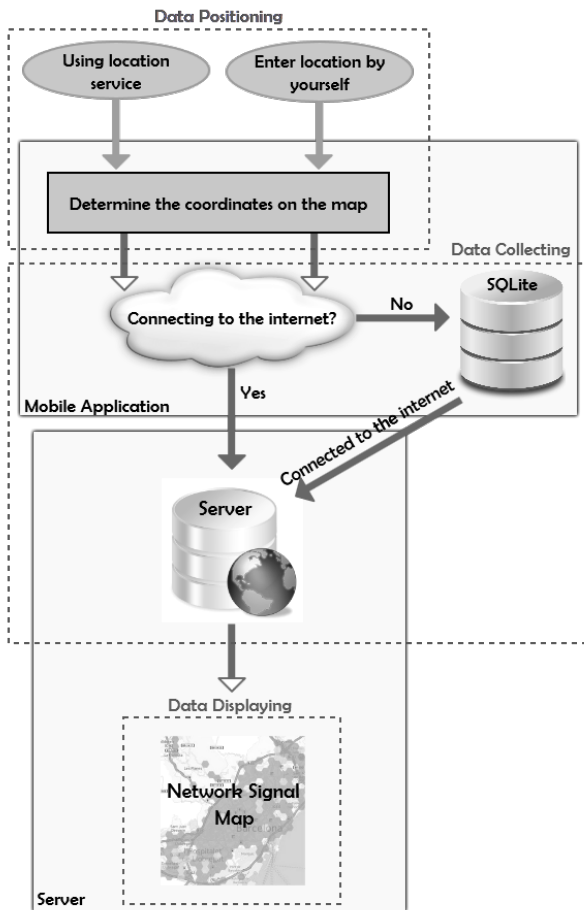 Data Positioning
Using location
service
Enter location by
yourself
Determine the coordinates on the map
Data Collecting
SQLite
Connecting to the internet?
No
Yes
Mobile Application
Connected to the internet
Server
Data Displaying
Network Signal
Map
Barcelona
Server